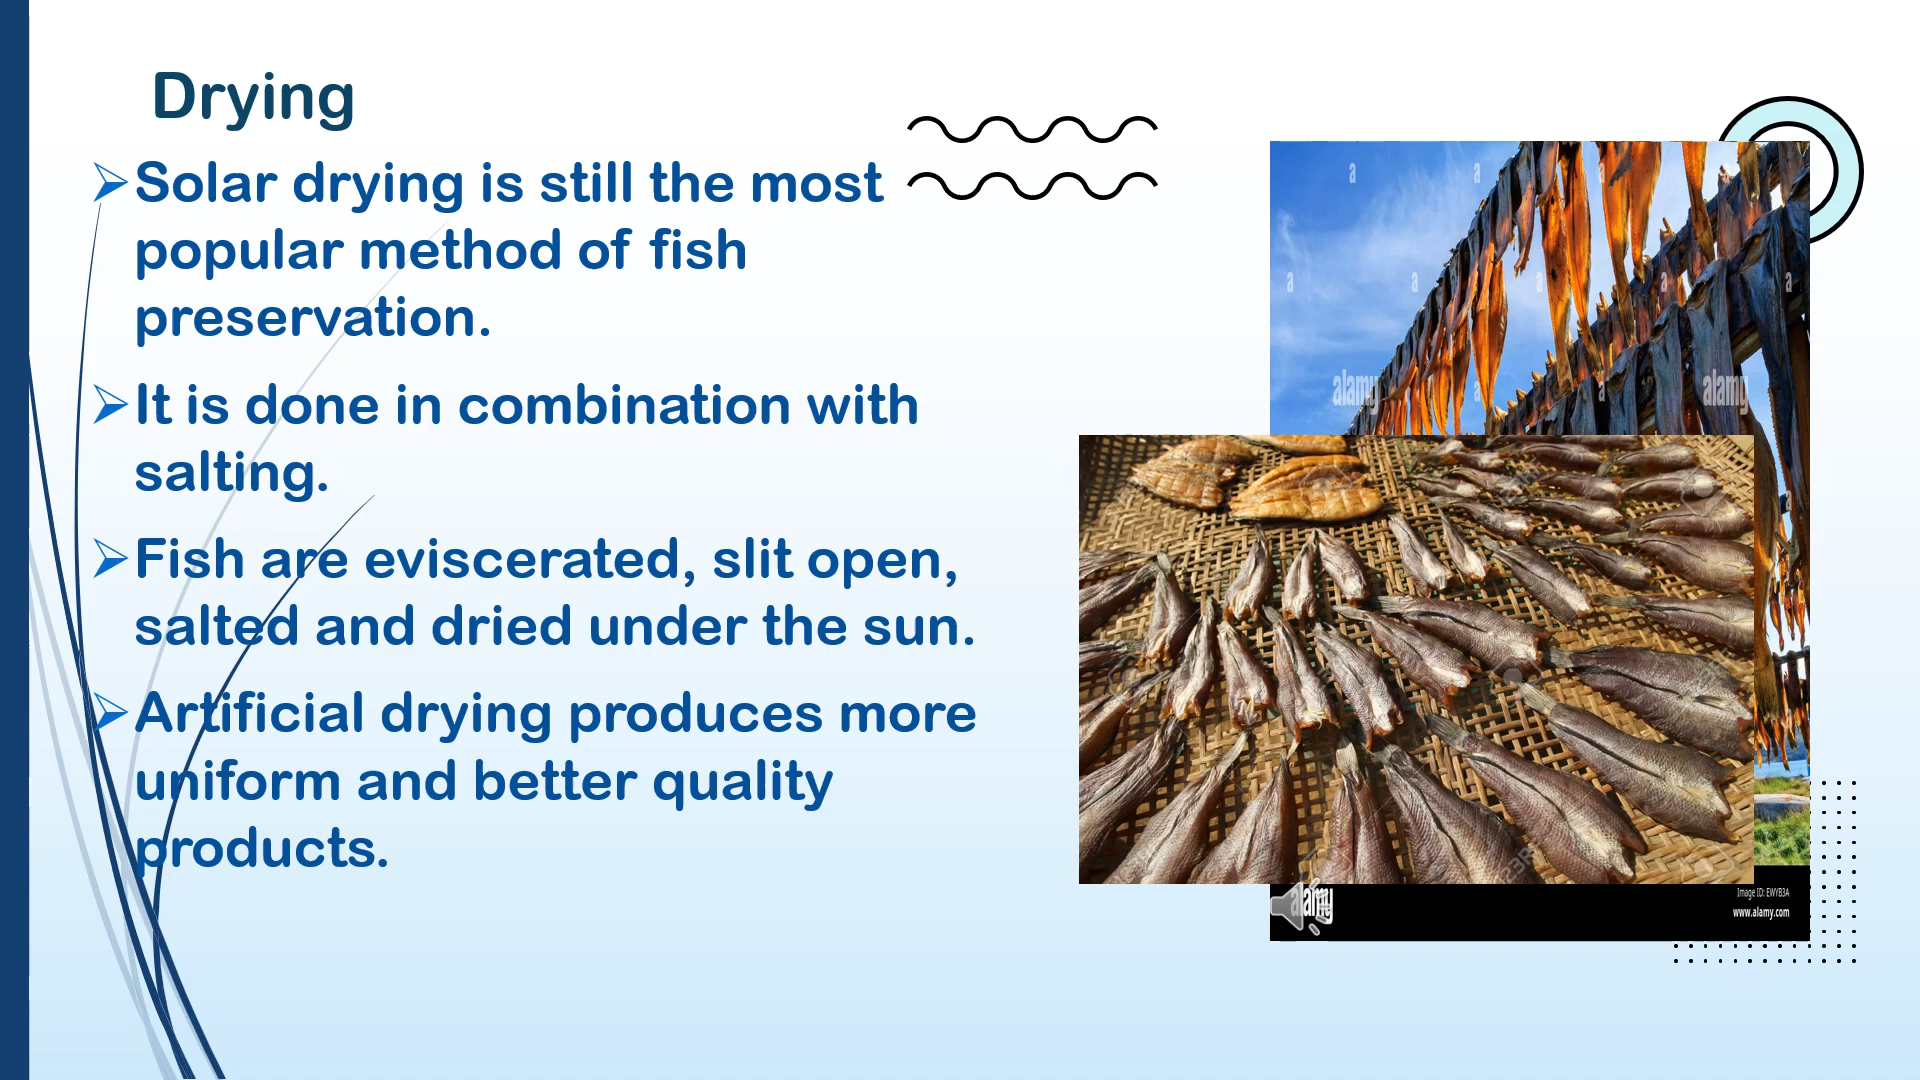 Drying
Solar drying is still the most
popular method of fish
preservation.
It is done in combination with
salting.
Fish are eviscerated, slit open,
salted and dried under the sun.
Artificial drying produces more
uniform and better quality
products.
a a a a
a a a a a
alamy a a alamy
alamy
Image ID: EWYB3A
www.alamy.com